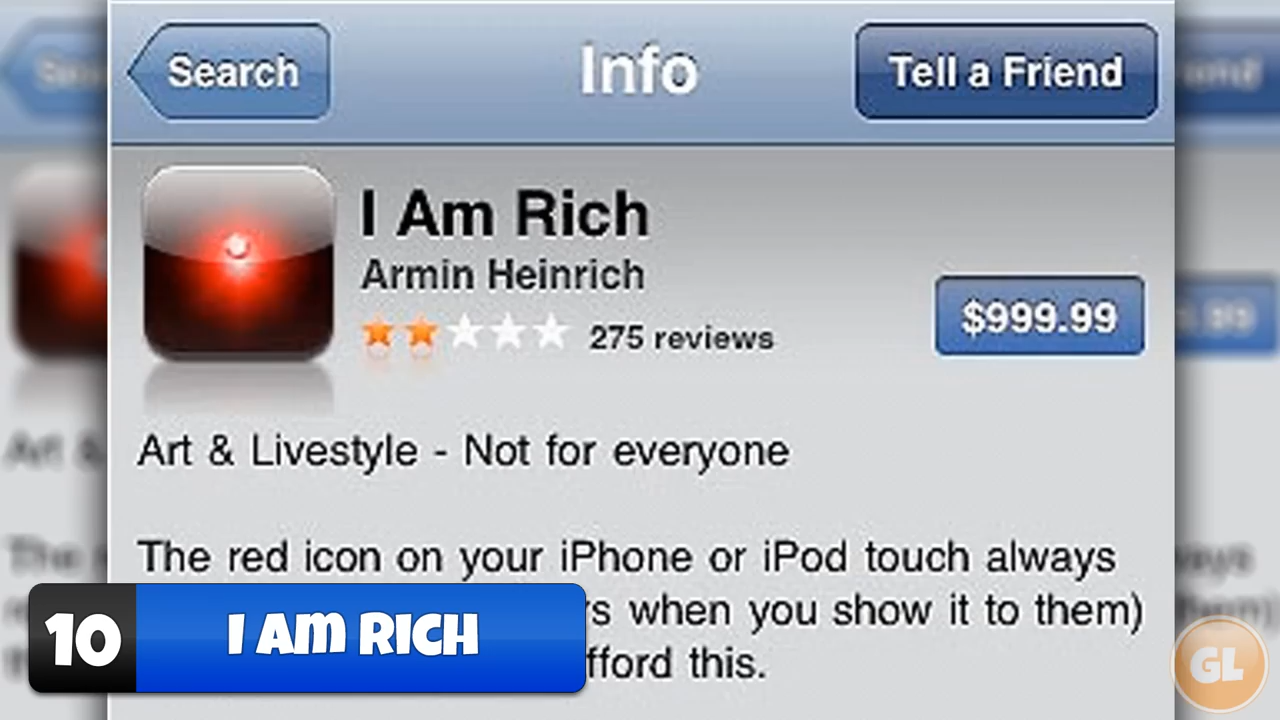 Search
Info
Tell a Friend
I Am Rich
Armin Heinrich
$999.99
275 reviews
Art & Livestyle - Not for everyone
The red icon on your iPhone or iPod touch always
when you show it to them)
this.
10 I AM RICH
GL